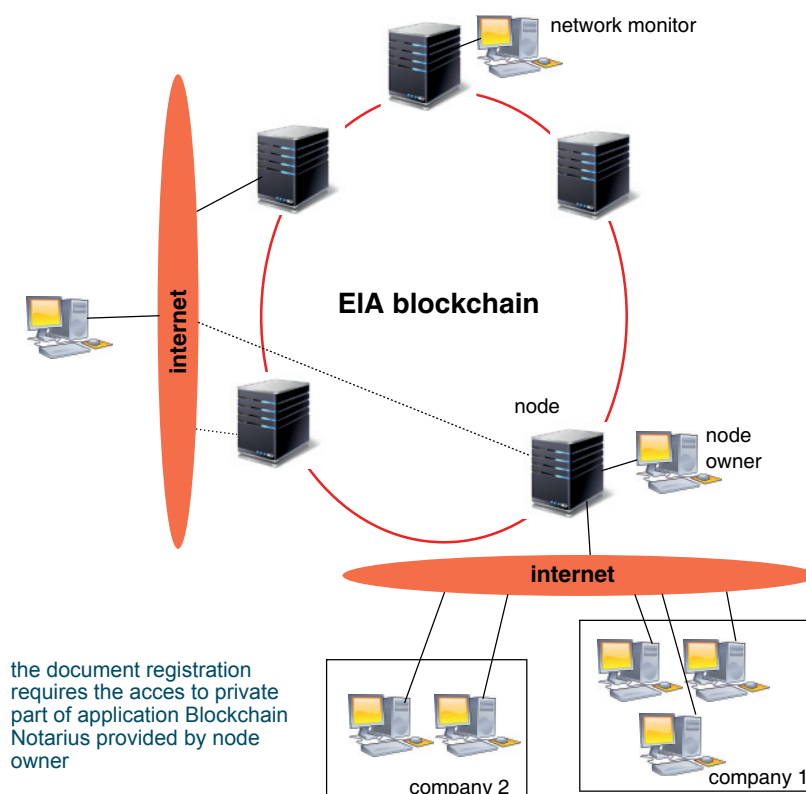 network monitor
EIA blockchain
internet
node
node
owner
internet
the document registration
requires the acces to private
part of application Blockchain
Notarius provided by node
owner
company 2
company 1